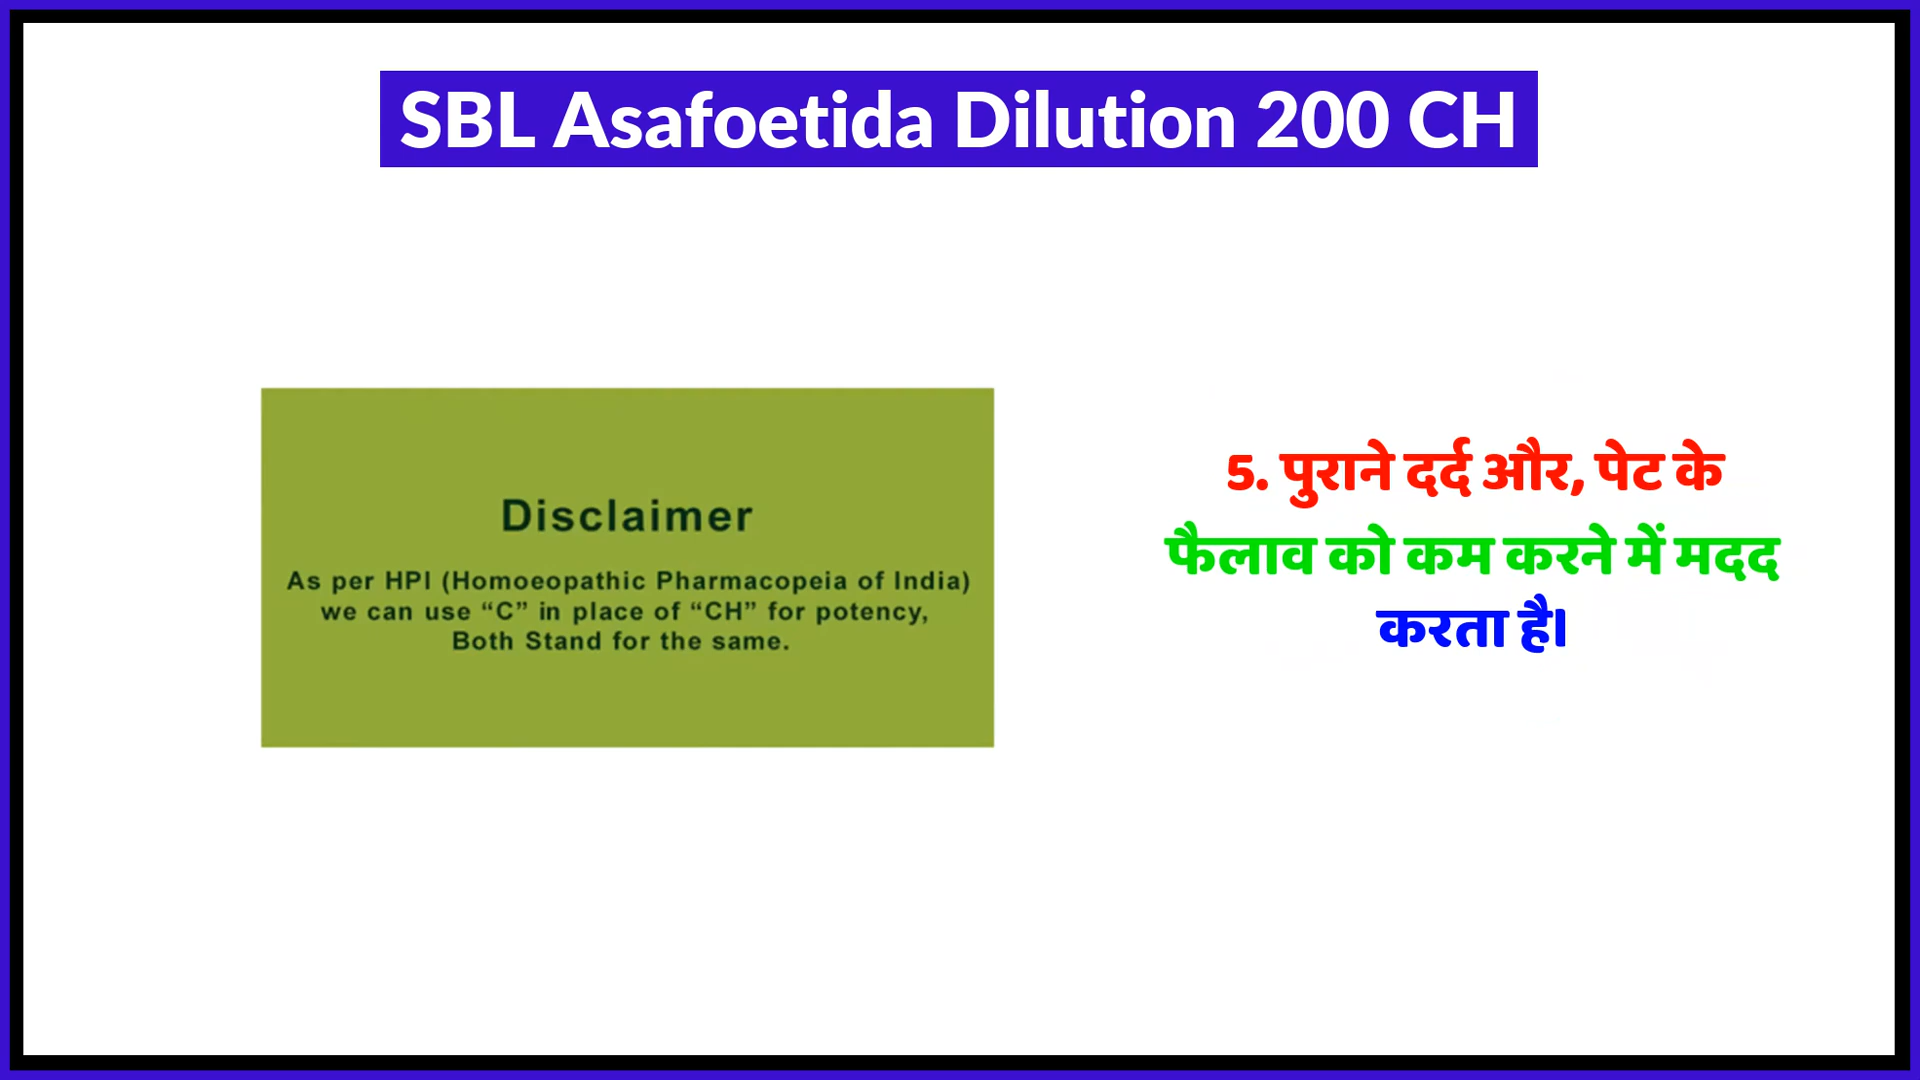 SBL Asafoetida Dilution 200 CH
Disclaimer
As per HPI (Homoeopathic Pharmacopeia of India)
we can use “C” in place of “CH” for potency,
Both Stand for the same.
5. पुराने दर्द और, पेट के
फैलाव को कम करने में मदद
करता है।